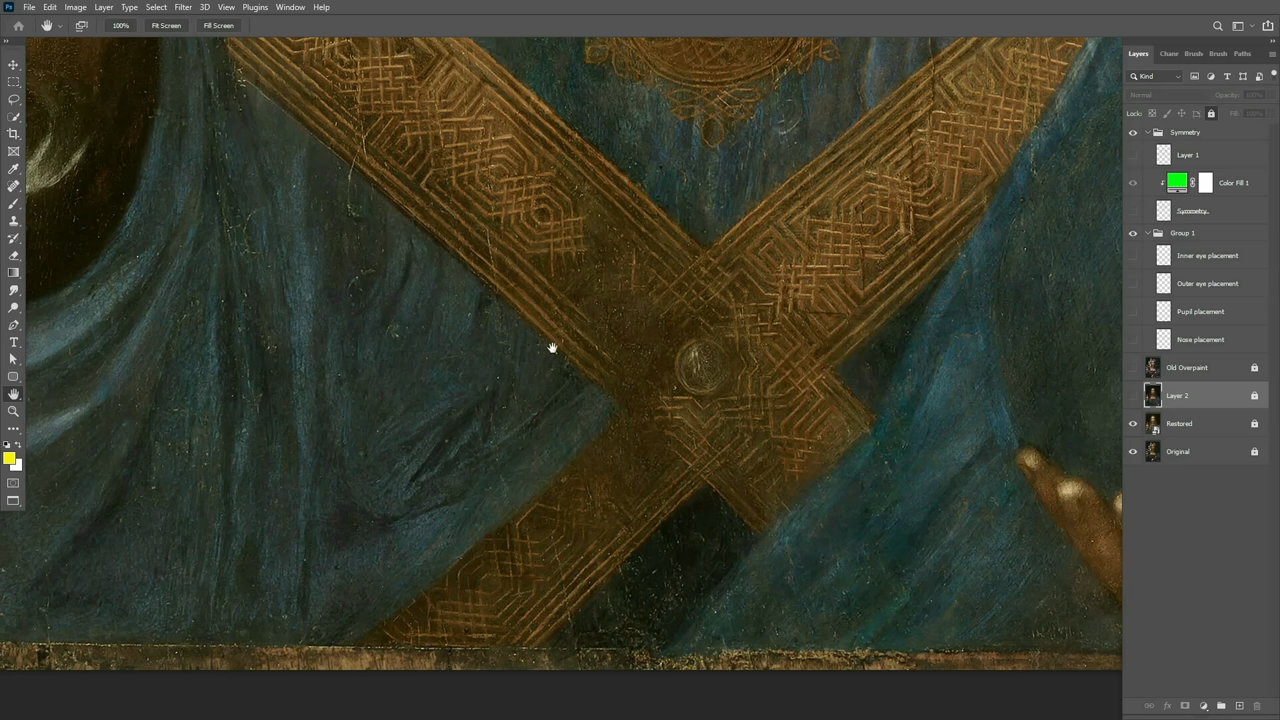 Ps File Edit Image Layer Type Select Filter 3D View Plugins Window Help
100% Fit Screen Fill Screen
Layers Chann Brush Brush Paths
Kind
Normal Opacity: 100%
Lock: Fill: 100%
Symmetry
Layer 1
Color Fill 1
Symmetry
Group 1
Inner eye placement
Outer eye placement
Pupil placement
Nose placement
Old Overpaint
Layer 2
Restored
Original